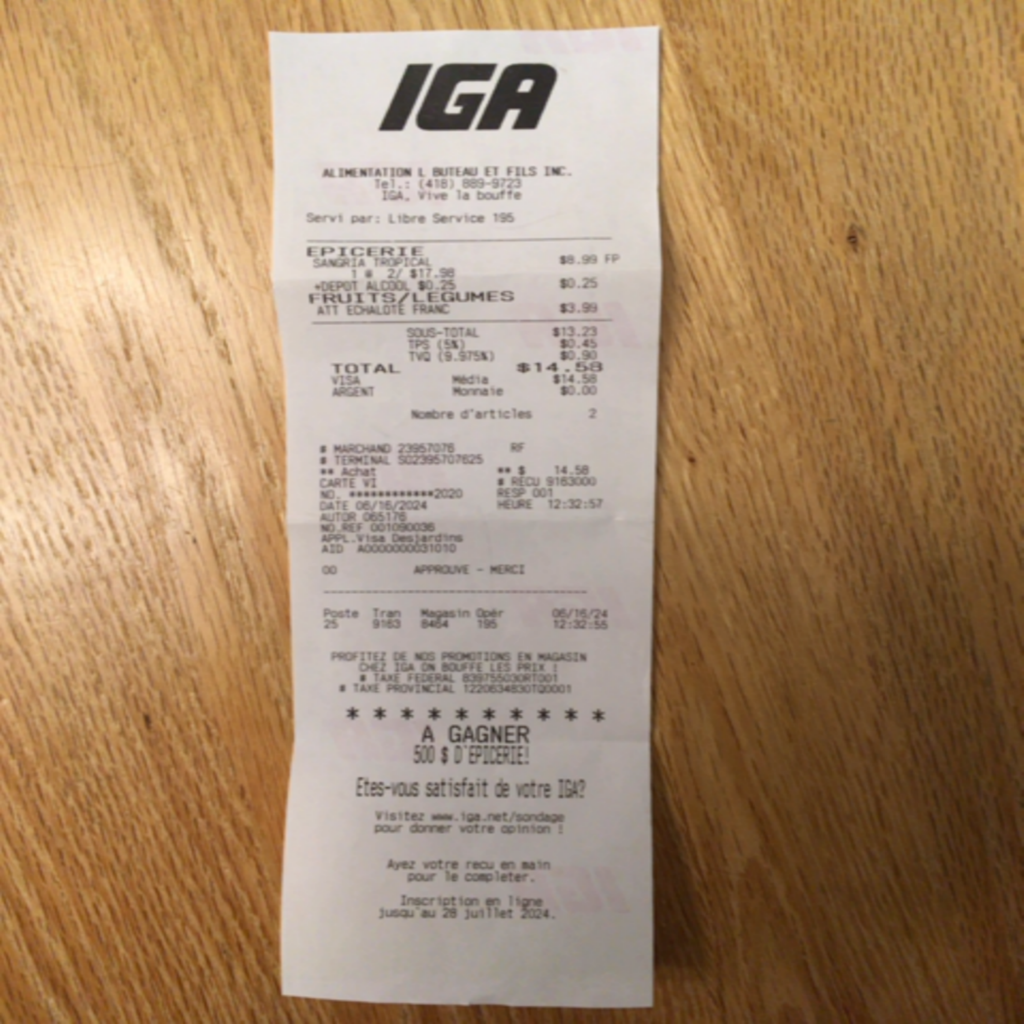 IGA
ALIMENTATION L BUTEAU ET FILS INC.
Tel.: (418) 889-9723
IGA, Vive la bouffe
Servi par: Libre Service 195
EPICERIE
SANGRIA TROPICAL $8.99 FP
1 @ 2/ $17.98
+DEPOT ALCOOL $0.25 $0.25
FRUITS/LEGUMES
ATT ECHALOTE FRANC $3.99
SOUS-TOTAL $13.23
TPS (5%) $0.45
TVQ (9.975%) $0.90
TOTAL $14.58
VISA Média $14.58
ARGENT Monnaie $0.00
Nombre d'articles 2
# MARCHAND 23957076 RF
# TERMINAL S02395707625
** Achat ** $ 14.58
CARTE VI # RECU 9163000
NO. ************2020 RESP 001
DATE 06/16/2024 HEURE 12:32:57
AUTOR 065176
NO.REF 001090036
APPL.Visa Desjardins
AID A0000000031010
00 APPROUVE - MERCI
Poste Tran Magasin Opér 06/16/24
25 9163 8464 195 12:32:55
PROFITEZ DE NOS PROMOTIONS EN MAGASIN
CHEZ IGA ON BOUFFE LES PRIX !
# TAXE FEDERAL 839755030RT001
# TAXE PROVINCIAL 1220634830TQ0001
* * * * * * * * * *
A GAGNER
500 $ D'EPICERIE!
Etes-vous satisfait de votre IGA?
Visitez www.iga.net/sondage
pour donner votre opinion !
Ayez votre recu en main
pour le completer.
Inscription en ligne
jusqu'au 28 juillet 2024.